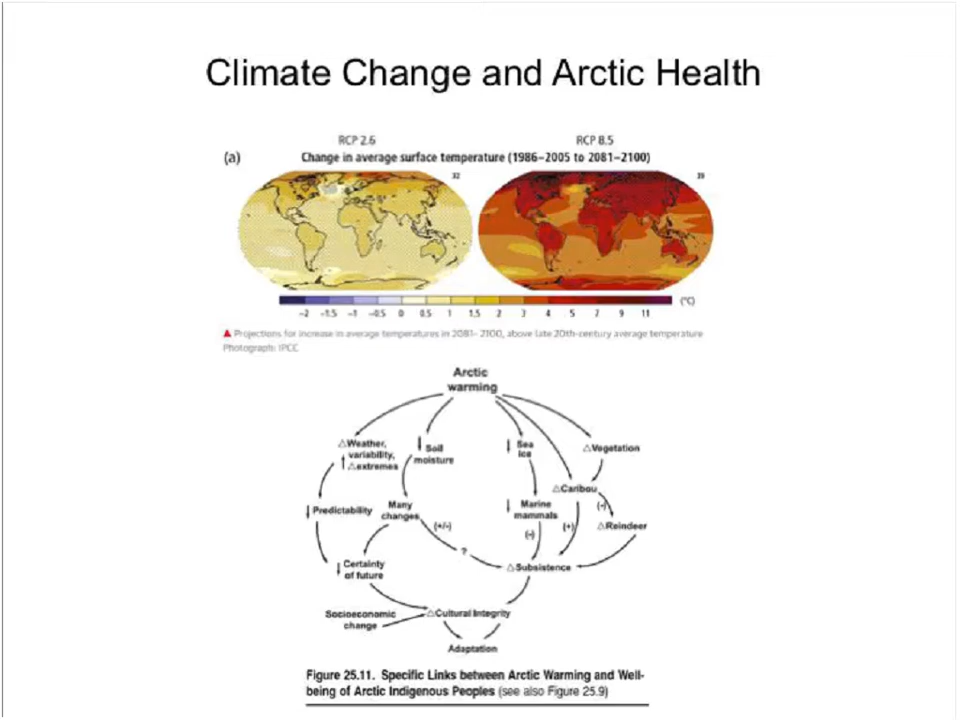 Climate Change and Arctic Health
RCP 2.6
RCP 8.5
(a)
Change in average surface temperature (1986–2005 to 2081–2100)
32
39
-2 -1.5 -1 -0.5 0 0.5 1 1.5 2 3 4 5 7 9 11
(°C)
▲ Projections for increase in average temperatures in 2081– 2100, above late 20th-century average temperature
Photograph: IPCC
Arctic
warming
△Weather,
variability,
↑△extremes
↓ Soil
moisture
↓ Sea
Ice
△Vegetation
△Caribou
↓ Predictability
Many
changes
(+/-)
↓ Marine
mammals
(-)
(+)
(-)
△Reindeer
?
↓ Certainty
of future
△Subsistence
Socioeconomic
change
△Cultural Integrity
Adaptation
Figure 25.11. Specific Links between Arctic Warming and Well-
being of Arctic Indigenous Peoples (see also Figure 25.9)